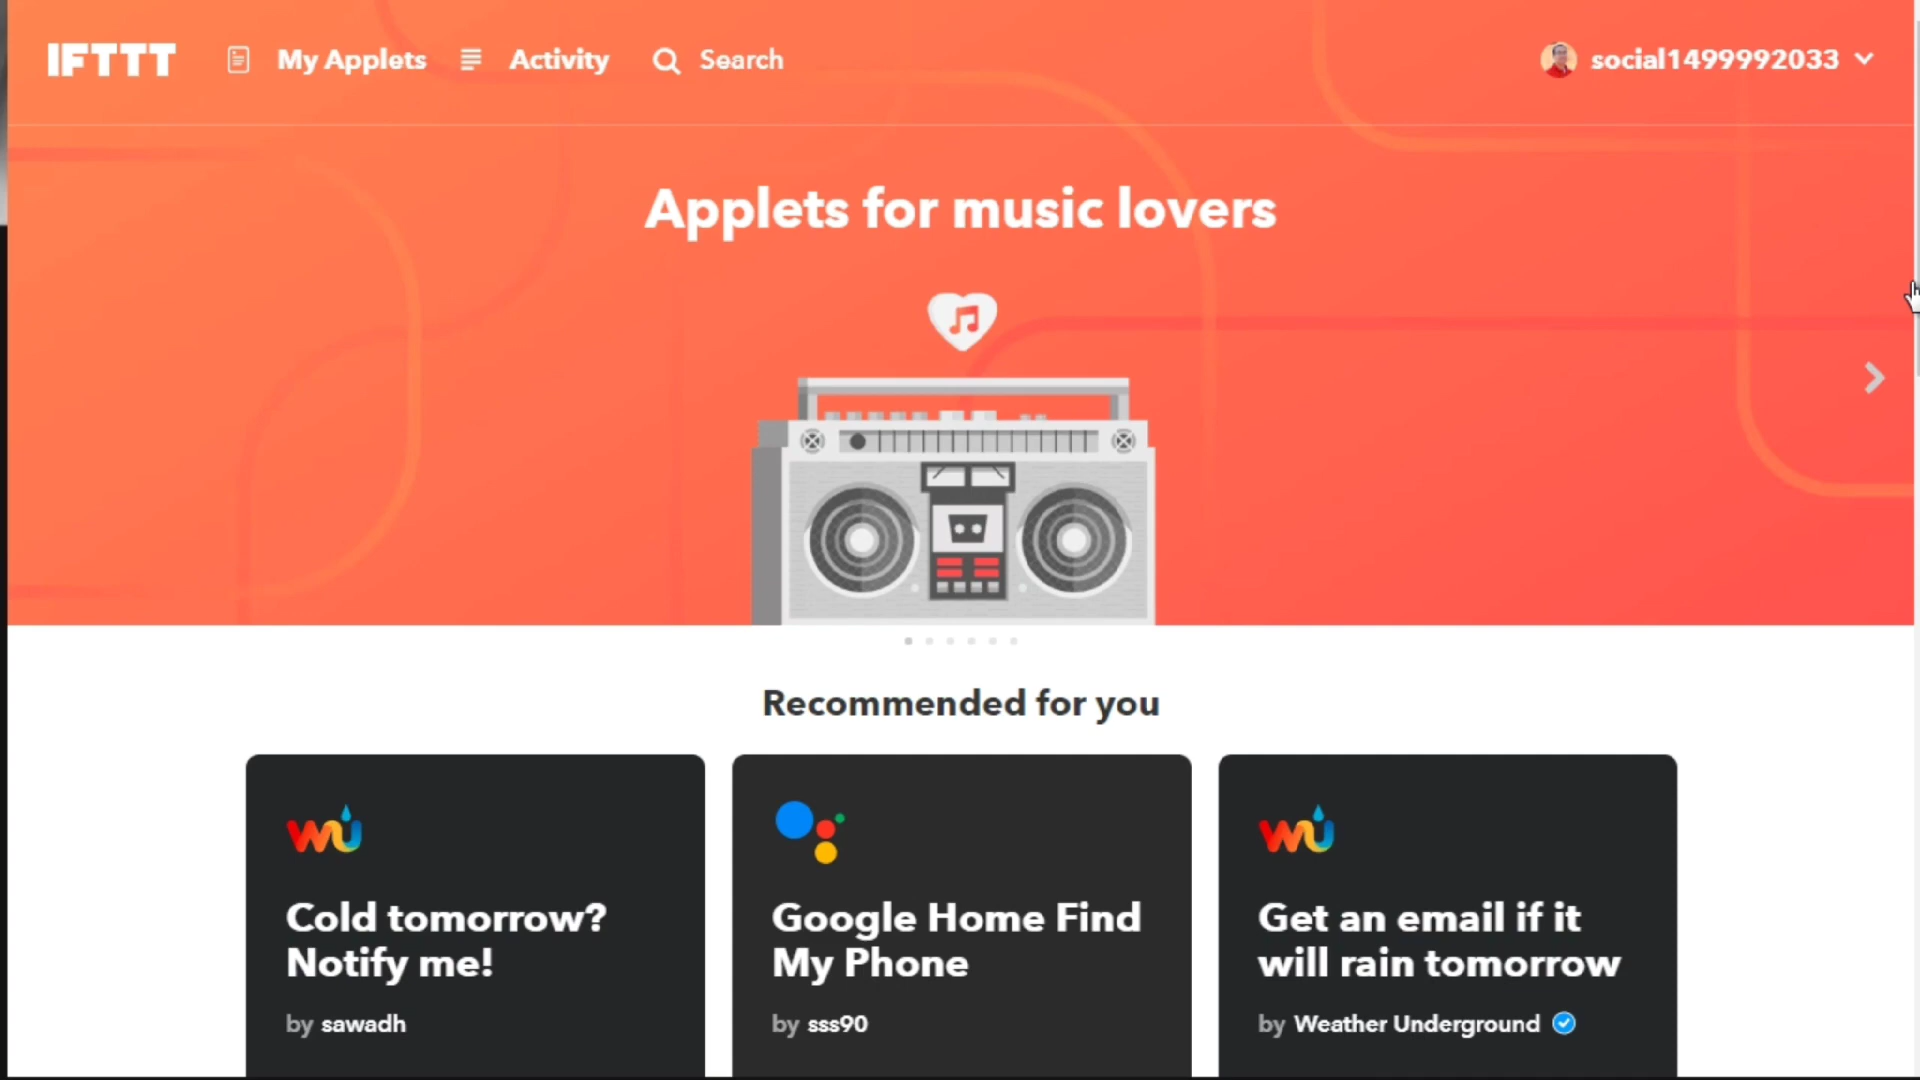 IFTTT My Applets Activity Search social1499992033
Applets for music lovers
Recommended for you
Cold tomorrow?
Notify me!
by sawadh
Google Home Find
My Phone
by sss90
Get an email if it
will rain tomorrow
by Weather Underground